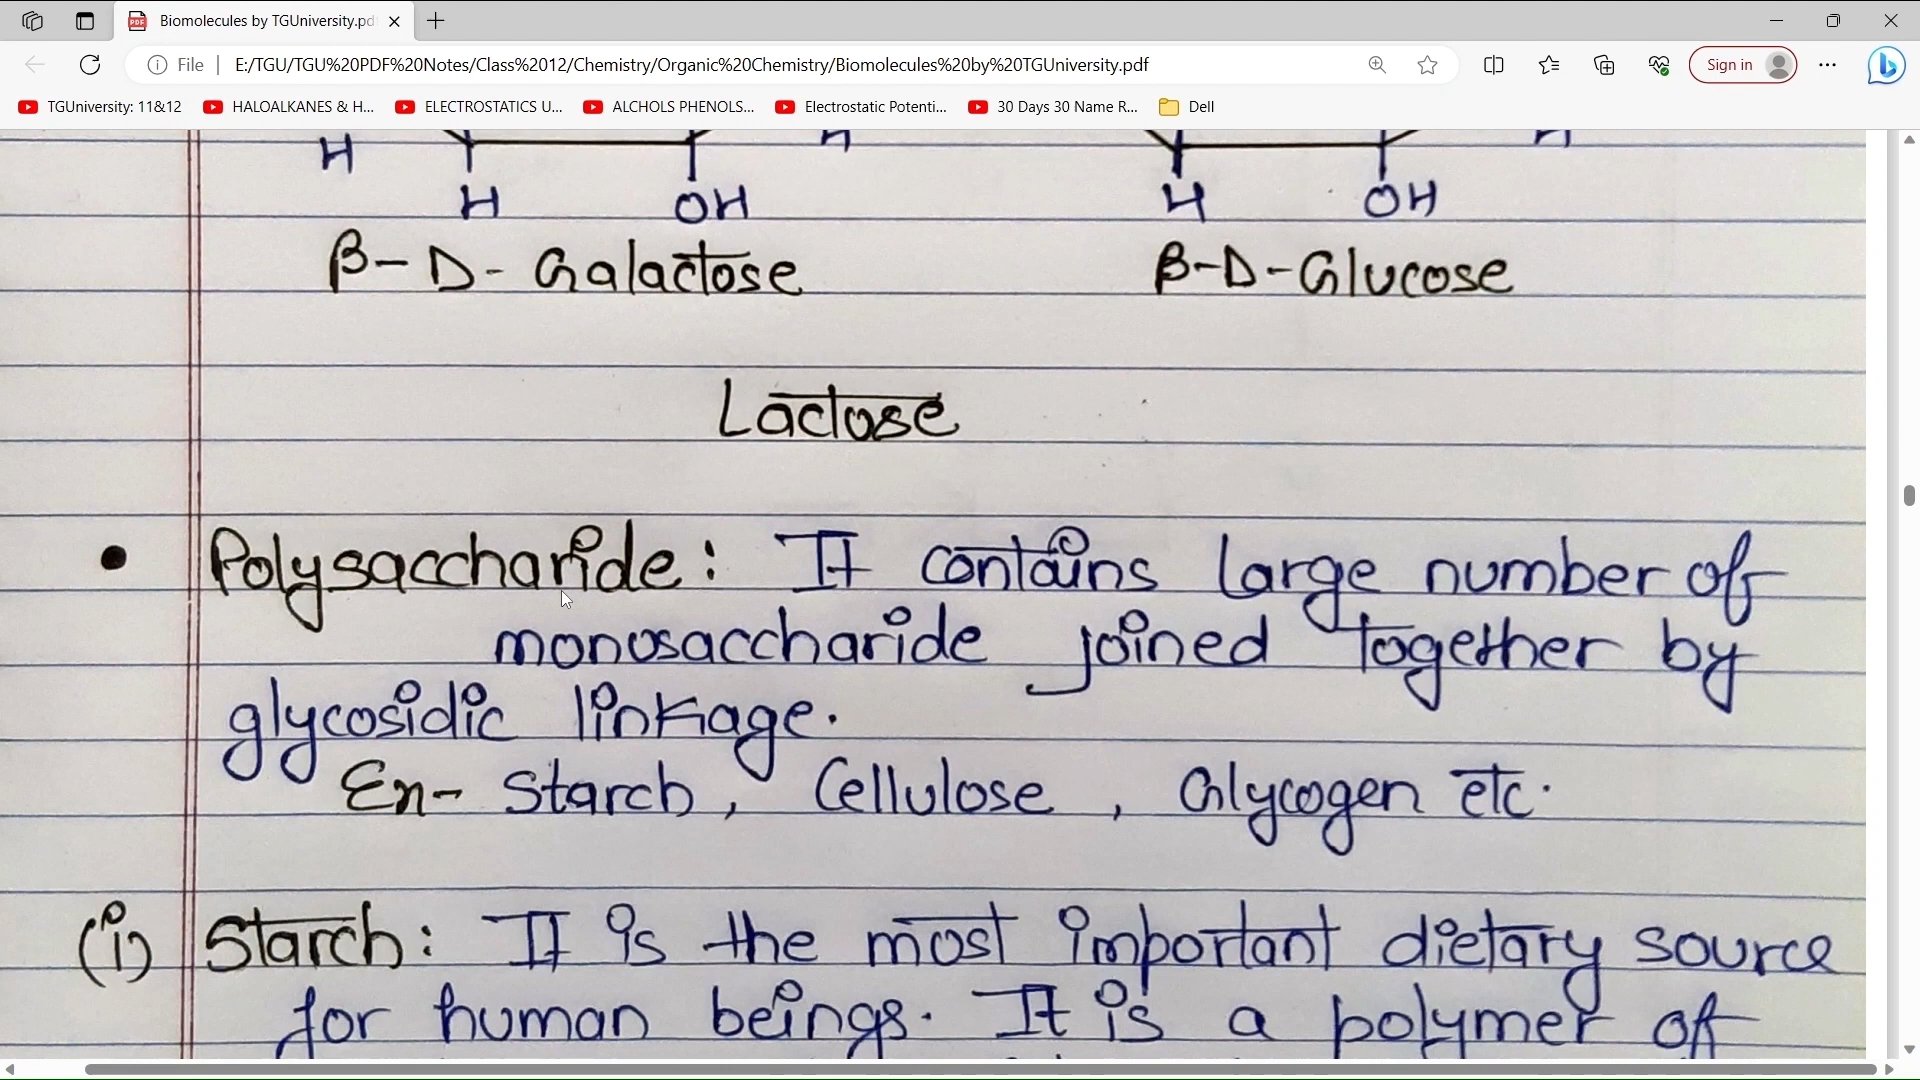 Biomolecules by TGUniversity.pd
File
E:/TGU/TGU%20PDF%20Notes/Class%2012/Chemistry/Organic%20Chemistry/Biomolecules%20by%20TGUniversity.pdf
Sign in
TGUniversity: 11&12
HALOALKANES & H...
ELECTROSTATICS U...
ALCHOLS PHENOLS...
Electrostatic Potenti...
30 Days 30 Name R...
Dell
H H H H
H OH H OH
β-D-Galactose β-D-Glucose
Lactose
• Polysaccharide: It contains large number of
monosaccharide joined together by
glycosidic linkage.
Ex- Starch, Cellulose, Glycogen etc.
(i) Starch: It is the most important dietary source
for human beings. It is a polymer of